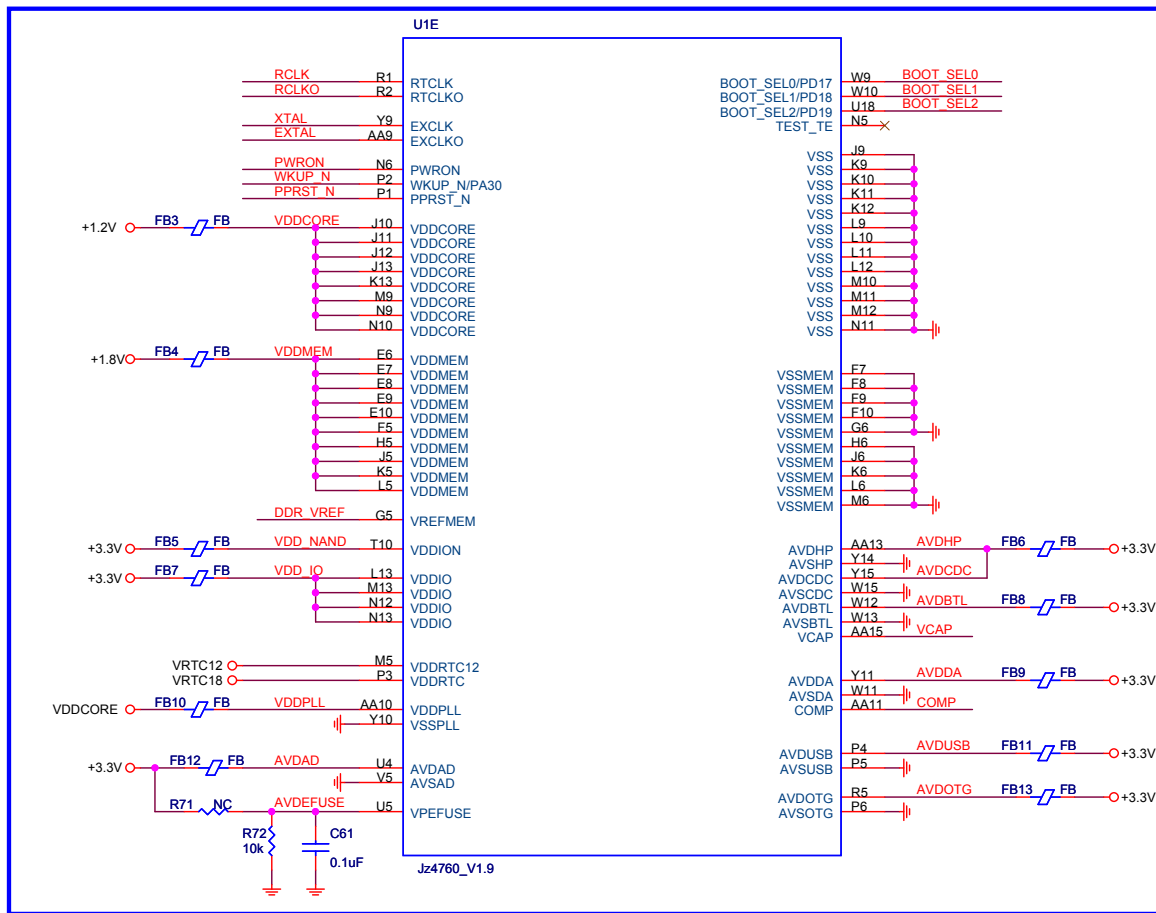 U1E
RCLK R1 RTCLK
RCLKO R2 RTCLKO
XTAL Y9 EXCLK
EXTAL AA9 EXCLKO
PWRON N6 PWRON
WKUP_N P2 WKUP_N/PA30
PPRST_N P1 PPRST_N
+1.2V FB3 FB VDDCORE J10 VDDCORE
J11 VDDCORE
J12 VDDCORE
J13 VDDCORE
K13 VDDCORE
M9 VDDCORE
N9 VDDCORE
N10 VDDCORE
+1.8V FB4 FB VDDMEM E6 VDDMEM
E7 VDDMEM
E8 VDDMEM
E9 VDDMEM
E10 VDDMEM
F5 VDDMEM
H5 VDDMEM
J5 VDDMEM
K5 VDDMEM
L5 VDDMEM
DDR_VREF G5 VREFMEM
+3.3V FB5 FB VDD_NAND T10 VDDION
+3.3V FB7 FB VDD_IO L13 VDDIO
M13 VDDIO
N12 VDDIO
N13 VDDIO
VRTC12 M5 VDDRTC12
VRTC18 P3 VDDRTC
VDDCORE FB10 FB VDDPLL AA10 VDDPLL
Y10 VSSPLL
+3.3V FB12 FB AVDAD U4 AVDAD
V5 AVSAD
R71 NC AVDEFUSE U5 VPEFUSE
R72 10k
C61 0.1uF
BOOT_SEL0/PD17 W9 BOOT_SEL0
BOOT_SEL1/PD18 W10 BOOT_SEL1
BOOT_SEL2/PD19 U18 BOOT_SEL2
TEST_TE N5
VSS J9
VSS K9
VSS K10
VSS K11
VSS K12
VSS L9
VSS L10
VSS L11
VSS L12
VSS M10
VSS M11
VSS M12
VSS N11
VSSMEM F7
VSSMEM F8
VSSMEM F9
VSSMEM F10
VSSMEM G6
VSSMEM H6
VSSMEM J6
VSSMEM K6
VSSMEM L6
VSSMEM M6
AVDHP AA13 AVDHP FB6 FB +3.3V
AVSHP Y14
AVDCDC Y15 AVDCDC
AVSCDC W15
AVDBTL W12 AVDBTL FB8 FB +3.3V
AVSBTL W13
VCAP AA15 VCAP
AVDDA Y11 AVDDA FB9 FB +3.3V
AVSDA W11
COMP AA11 COMP
AVDUSB P4 AVDUSB FB11 FB +3.3V
AVSUSB P5
AVDOTG R5 AVDOTG FB13 FB +3.3V
AVSOTG P6
Jz4760_V1.9